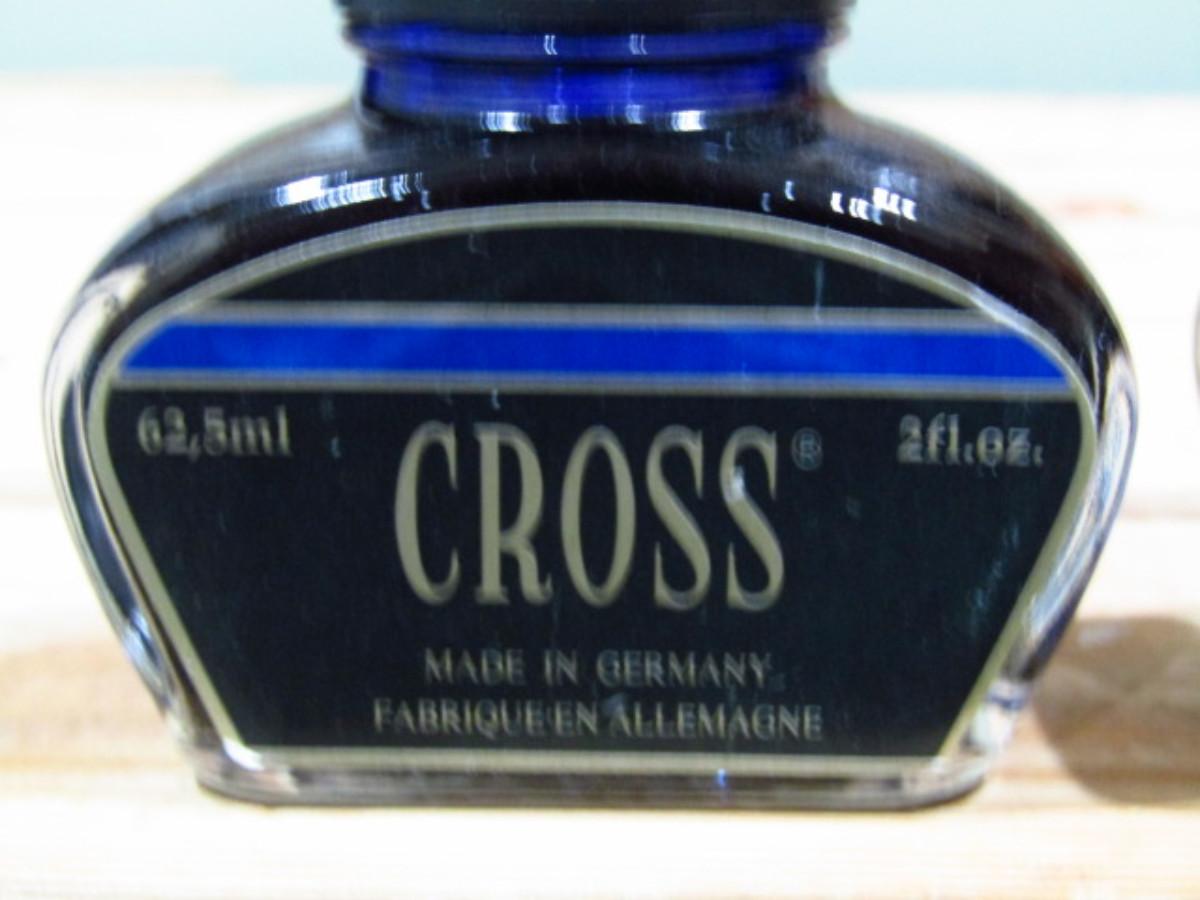 62,5ml CROSS® 2fl.oz.
MADE IN GERMANY
FABRIQUE EN ALLEMAGNE